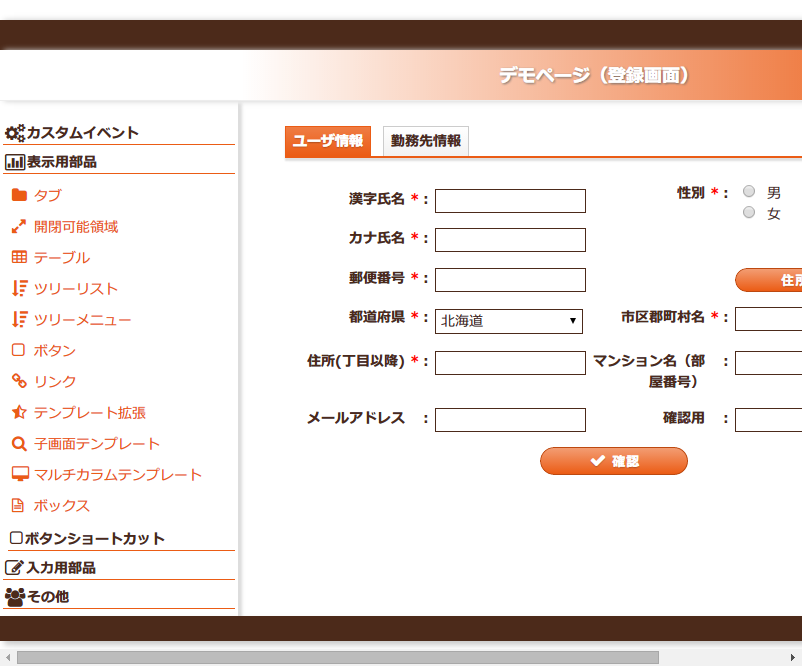 デモページ（登録画面）
カスタムイベント
表示用部品
タブ
開閉可能領域
テーブル
ツリーリスト
ツリーメニュー
ボタン
リンク
テンプレート拡張
子画面テンプレート
マルチカラムテンプレート
ボックス
ボタンショートカット
入力用部品
その他
ユーザ情報 勤務先情報
漢字氏名 * : 性別 * : 男
女
カナ氏名 * :
郵便番号 * : 住所
都道府県 * : 北海道 市区郡町村名 * :
住所(丁目以降) * : マンション名（部 :
屋番号）
メールアドレス : 確認用 :
確認